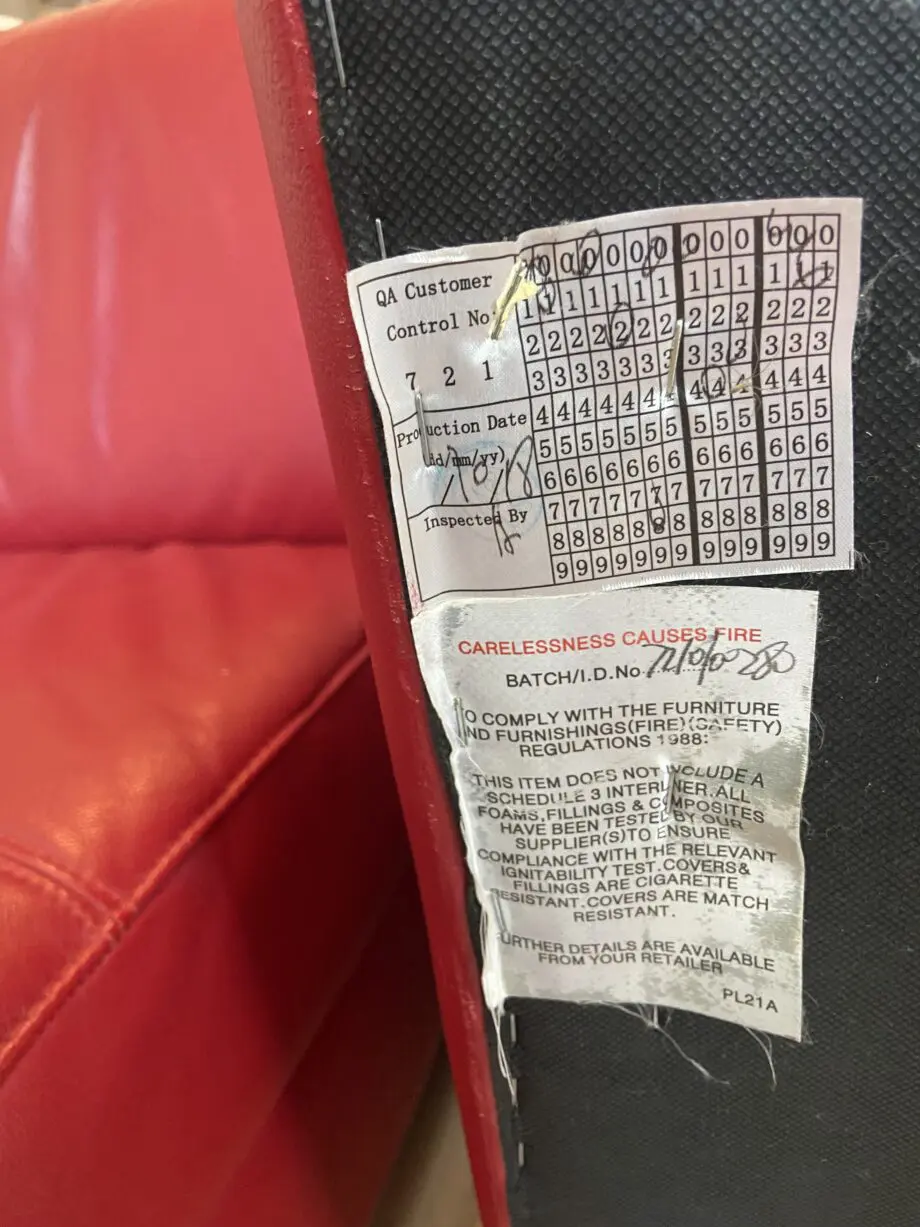 QA Customer
Control No:
7 2 1
Production Date
(dd/mm/yy)
Inspected By
0 0 0 0 0 0 0 0 0 0 0 0 0 0
1 1 1 1 1 1 1 1 1 1 1 1 1 1
2 2 2 2 2 2 2 2 2 2 2 2 2 2
3 3 3 3 3 3 3 3 3 3 3 3 3 3
4 4 4 4 4 4 4 4 4 4 4 4 4 4
5 5 5 5 5 5 5 5 5 5 5 5 5 5
6 6 6 6 6 6 6 6 6 6 6 6 6 6
7 7 7 7 7 7 7 7 7 7 7 7 7 7
8 8 8 8 8 8 8 8 8 8 8 8 8 8
9 9 9 9 9 9 9 9 9 9 9 9 9 9
CARELESSNESS CAUSES FIRE
BATCH/I.D.No
TO COMPLY WITH THE FURNITURE
AND FURNISHINGS(FIRE)(SAFETY)
REGULATIONS 1988:
THIS ITEM DOES NOT INCLUDE A
SCHEDULE 3 INTERLINER.ALL
FOAMS,FILLINGS & COMPOSITES
HAVE BEEN TESTED BY OUR
SUPPLIER(S)TO ENSURE
COMPLIANCE WITH THE RELEVANT
IGNITABILITY TEST.COVERS&
FILLINGS ARE CIGARETTE
RESISTANT.COVERS ARE MATCH
RESISTANT.
FURTHER DETAILS ARE AVAILABLE
FROM YOUR RETAILER
PL21A